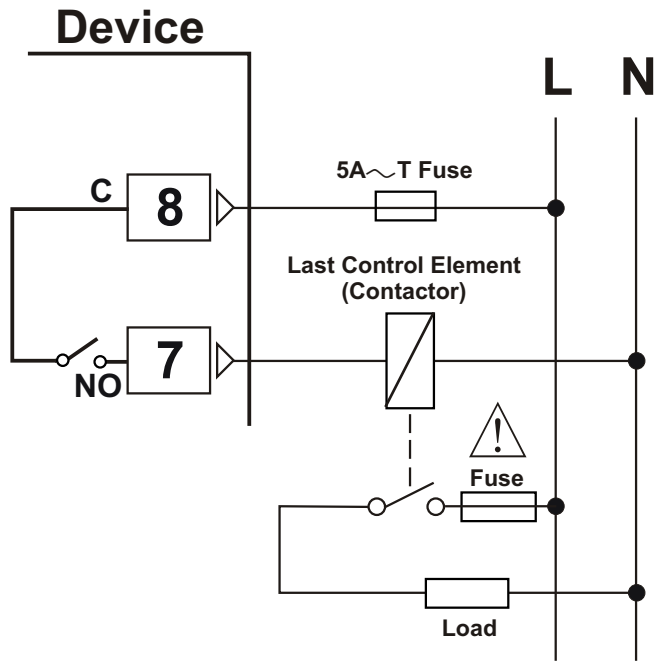 Device
L N
5A～T Fuse
C
8
Last Control Element
(Contactor)
7
NO
!
Fuse
Load